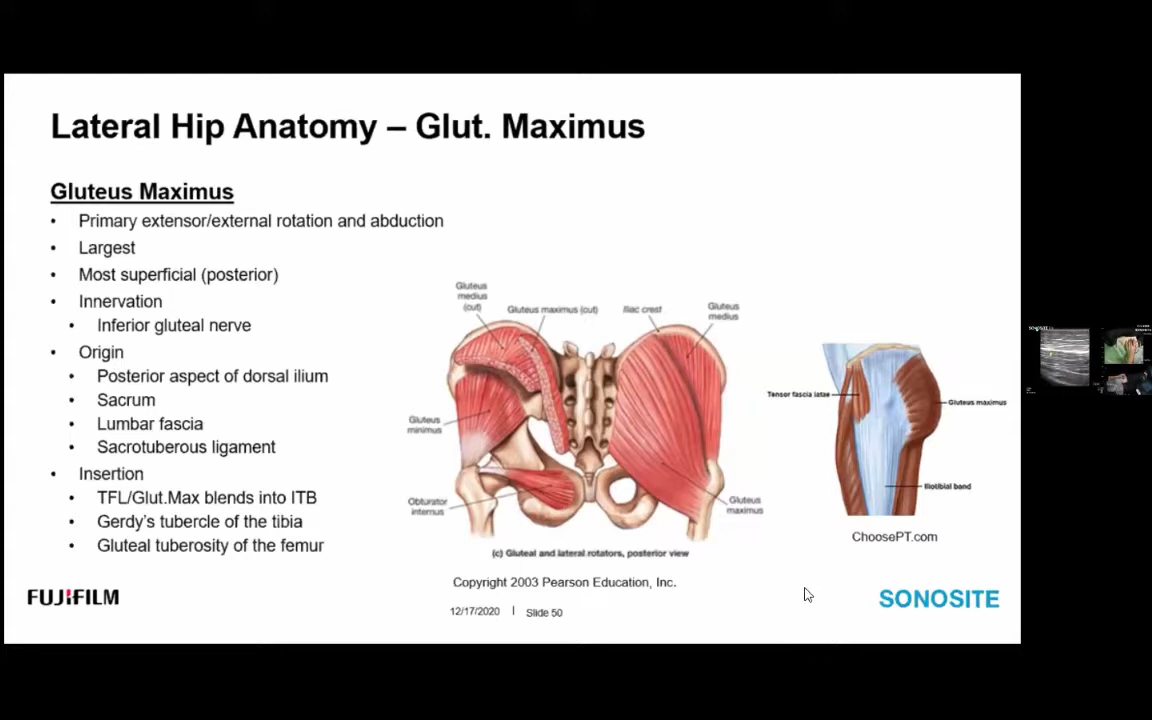 Lateral Hip Anatomy – Glut. Maximus
Gluteus Maximus
• Primary extensor/external rotation and abduction
• Largest
• Most superficial (posterior)
• Innervation
• Inferior gluteal nerve
• Origin
• Posterior aspect of dorsal ilium
• Sacrum
• Lumbar fascia
• Sacrotuberous ligament
• Insertion
• TFL/Glut.Max blends into ITB
• Gerdy's tubercle of the tibia
• Gluteal tuberosity of the femur
Gluteus
medius
(cut)
Gluteus maximus (cut)
Iliac crest
Gluteus
medius
Gluteus
minimus
Obturator
internus
Gluteus
maximus
(c) Gluteal and lateral rotators, posterior view
Copyright 2003 Pearson Education, Inc.
Tensor fascia latae
Gluteus maximus
Iliotibial band
ChoosePT.com
FUJIFILM
12/17/2020 | Slide 50
SONOSITE
SONOSITE